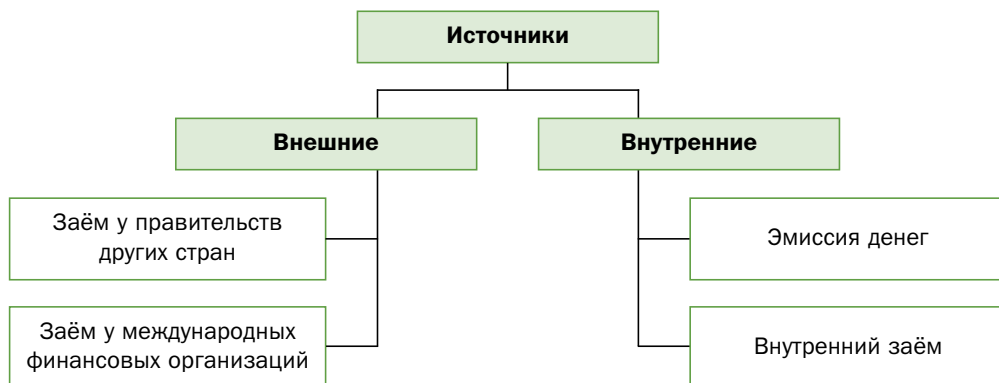 Источники
Внешние
Внутренние
Заём у правительств
других стран
Эмиссия денег
Заём у международных
финансовых организаций
Внутренний заём